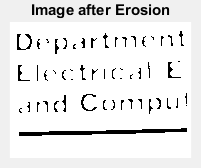 Image after Erosion
Department
Electrical E
and Comput